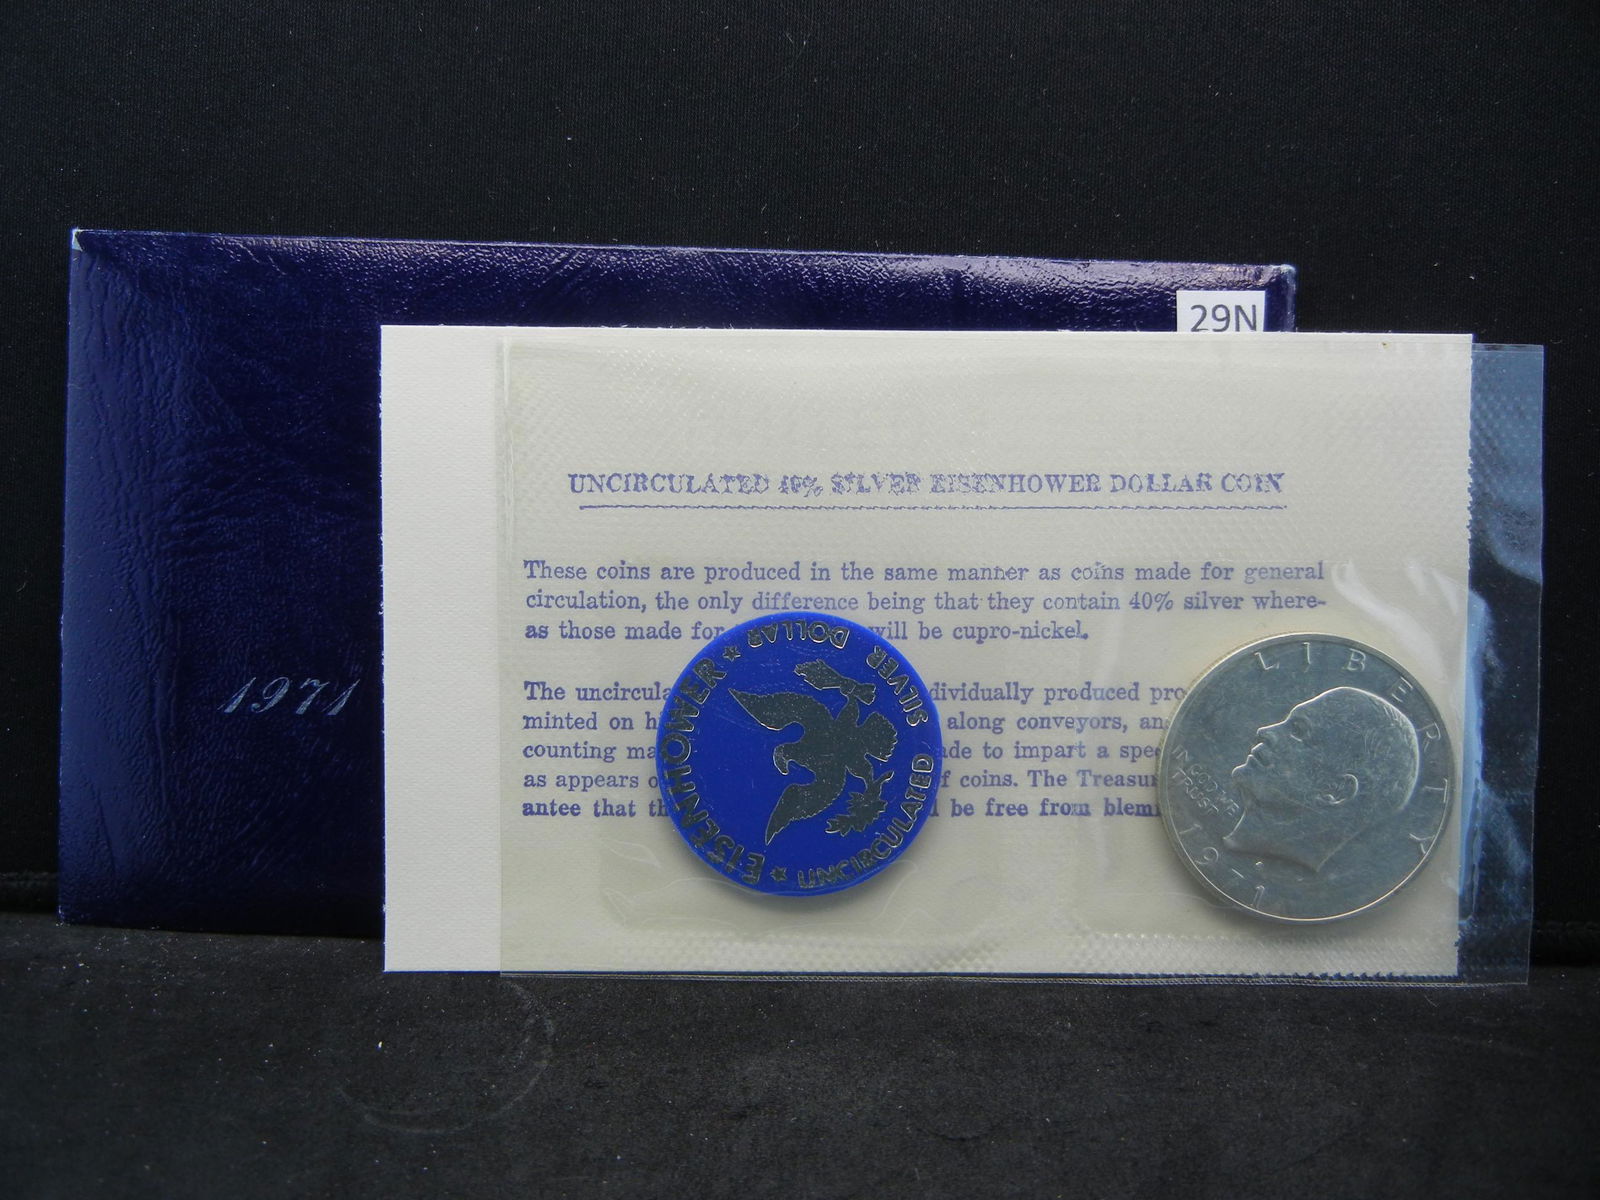 29N
UNCIRCULATED 40% SILVER EISENHOWER DOLLAR COIN
These coins are produced in the same manner as coins made for general
circulation, the only difference being that they contain 40% silver where-
as those made for will be cupro-nickel.
The uncircula dividually produced pro
minted on h along conveyors, an
counting ma de to impart a spe
as appears o f coins. The Treasu
antee that th l be free from blemi
1971
EISENHOWER ★ DOLLAR
SILVER
UNCIRCULATED ★
LIBERTY
IN GOD WE
TRUST
1971